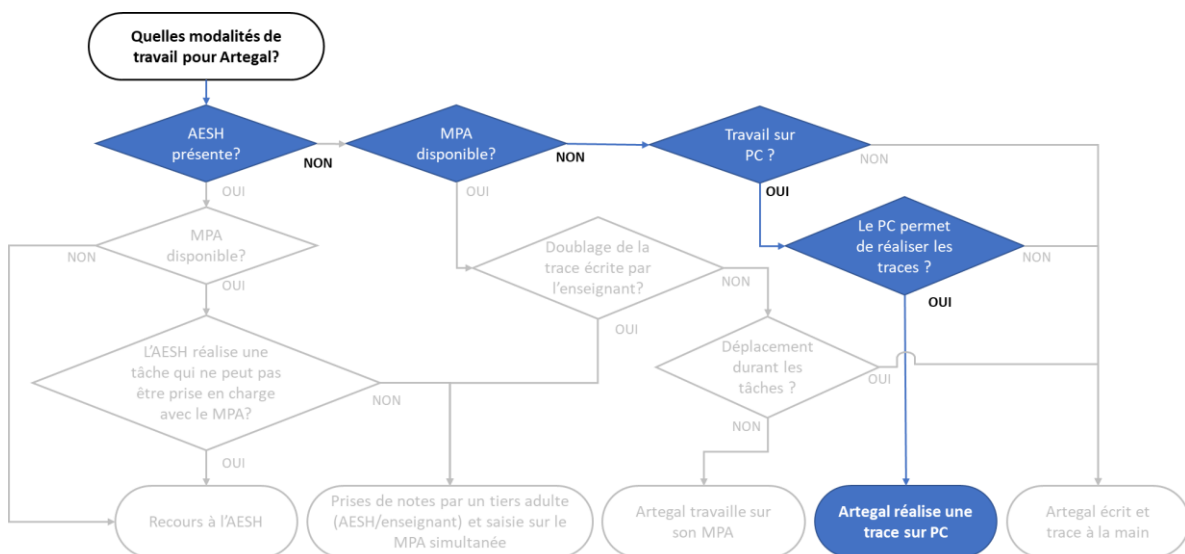 Quelles modalités de
travail pour Artegal?
AESH
présente?
NON
MPA
disponible?
NON
Travail sur
PC ?
NON
OUI
OUI
OUI
MPA
disponible?
NON
OUI
Doublage de la
trace écrite par
l’enseignant?
NON
OUI
Le PC permet
de réaliser les
traces ?
NON
OUI
L’AESH réalise une
tâche qui ne peut pas
être prise en charge
avec le MPA?
NON
OUI
Déplacement
durant les
tâches ?
OUI
NON
Recours à l’AESH
Prises de notes par un tiers adulte
(AESH/enseignant) et saisie sur le
MPA simultanée
Artegal travaille sur
son MPA
Artegal réalise une
trace sur PC
Artegal écrit et
trace à la main